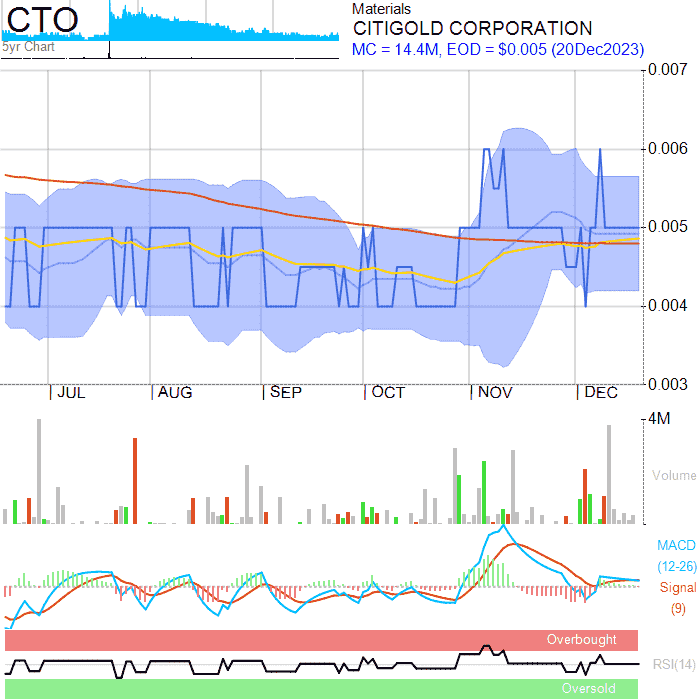 CTO
5yr Chart
Materials
CITIGOLD CORPORATION
MC = 14.4M, EOD = $0.005 (20Dec2023)
0.007
0.006
0.005
0.004
0.003
JUL AUG SEP OCT NOV DEC
4M
Volume
MACD
(12-26)
Signal
(9)
Overbought
RSI(14)
Oversold